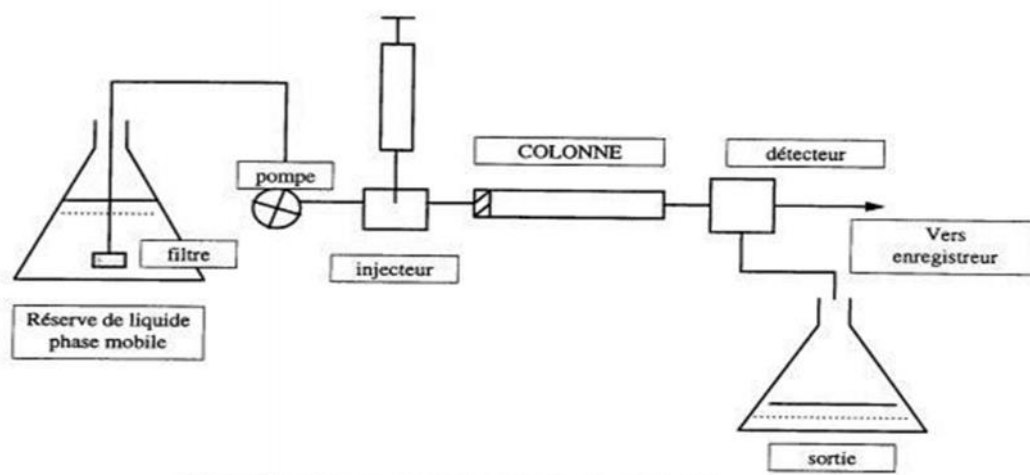 COLONNE
détecteur
pompe
filtre
injecteur
Vers
enregistreur
Réserve de liquide
phase mobile
sortie